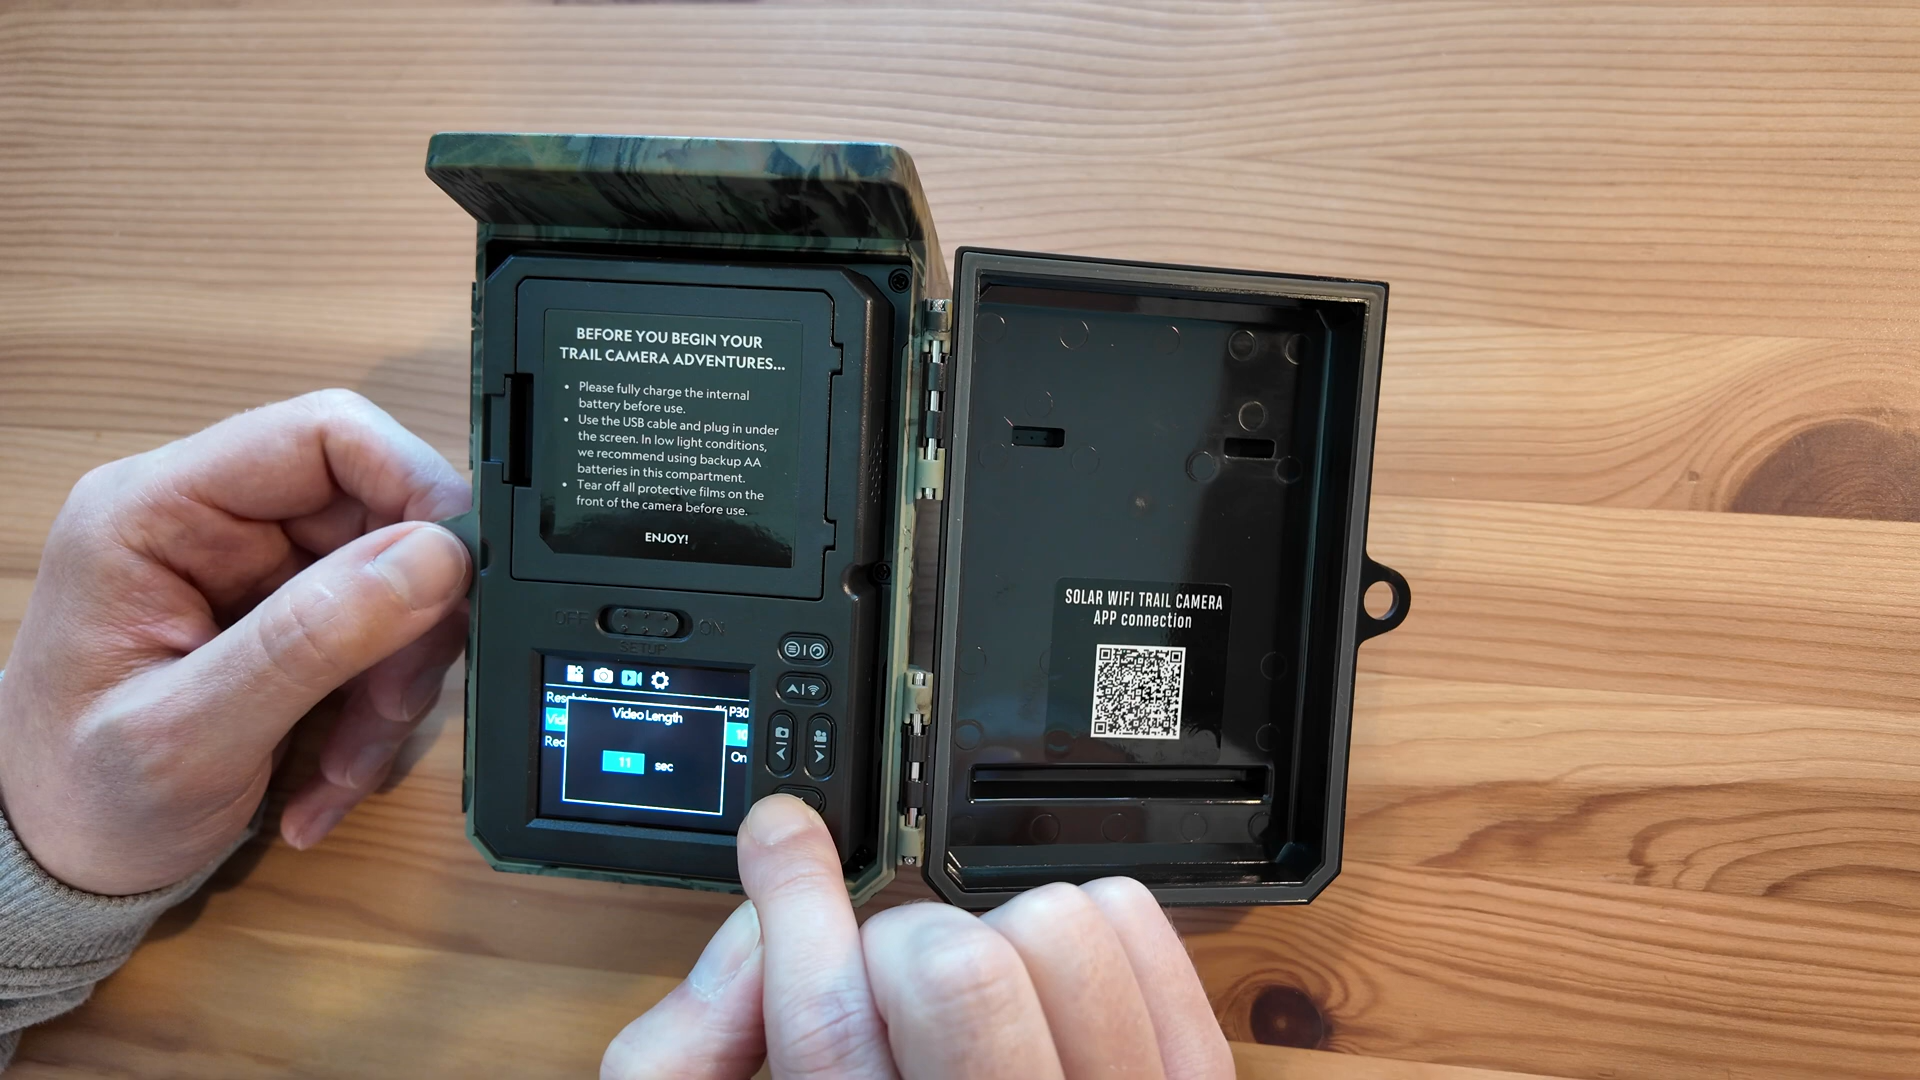 BEFORE YOU BEGIN YOUR
TRAIL CAMERA ADVENTURES...
• Please fully charge the internal
battery before use.
• Use the USB cable and plug in under
the screen. In low light conditions,
we recommend using backup AA
batteries in this compartment.
• Tear off all protective films on the
front of the camera before use.
ENJOY!
OFF ON
SETUP
P30
Video Length
10
11 sec
On
SOLAR WIFI TRAIL CAMERA
APP connection